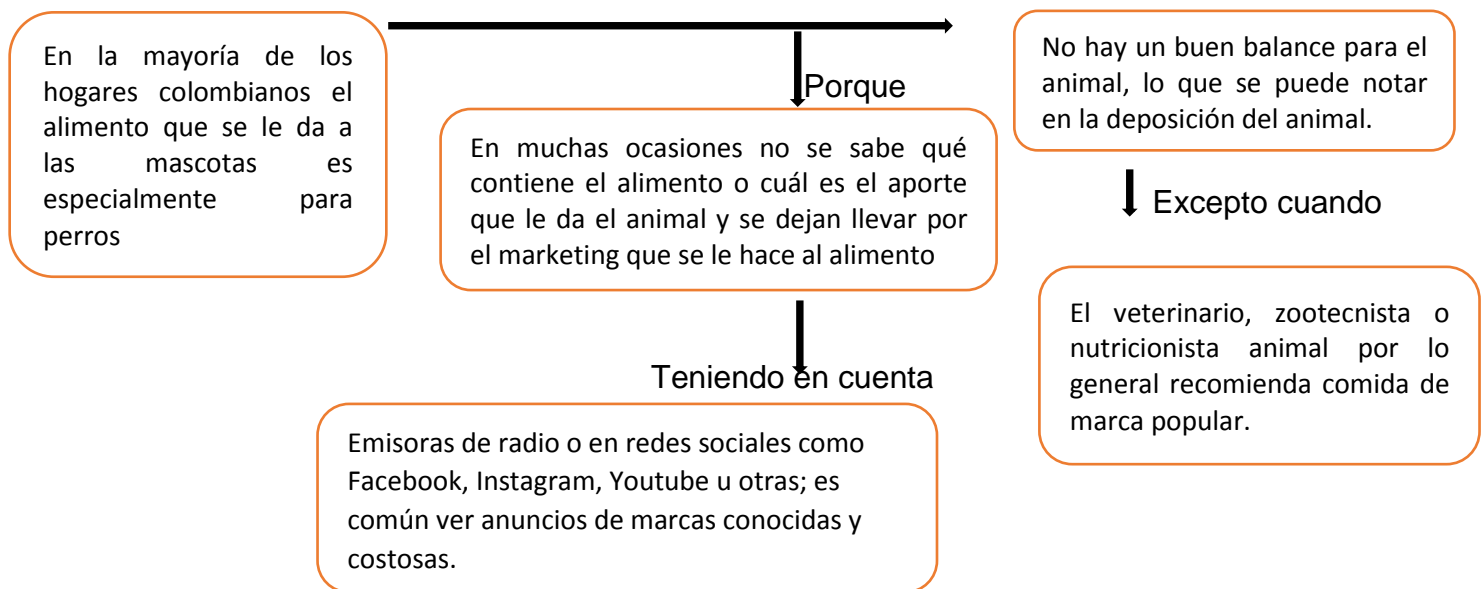 En la mayoría de los
hogares colombianos el
alimento que se le da a
las mascotas es
especialmente para
perros
Porque
En muchas ocasiones no se sabe qué
contiene el alimento o cuál es el aporte
que le da el animal y se dejan llevar por
el marketing que se le hace al alimento
Teniendo en cuenta
Emisoras de radio o en redes sociales como
Facebook, Instagram, Youtube u otras; es
común ver anuncios de marcas conocidas y
costosas.
No hay un buen balance para el
animal, lo que se puede notar
en la deposición del animal.
Excepto cuando
El veterinario, zootecnista o
nutricionista animal por lo
general recomienda comida de
marca popular.